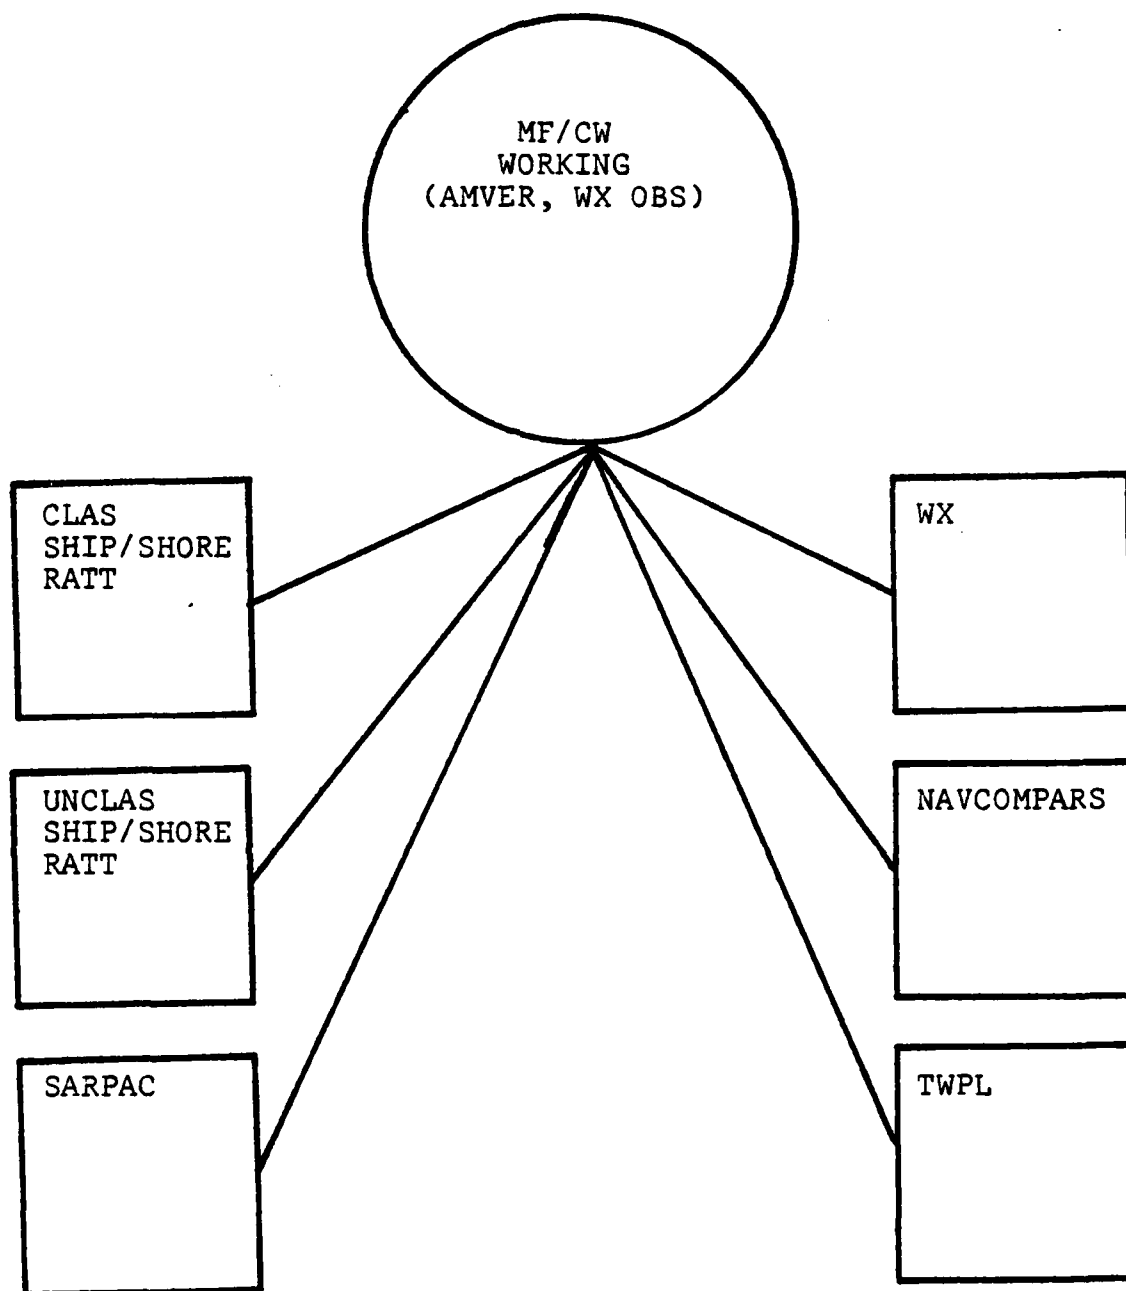 MF/CW
WORKING
(AMVER, WX OBS)
CLAS
SHIP/SHORE
RATT
WX
UNCLAS
SHIP/SHORE
RATT
NAVCOMPARS
SARPAC
TWPL